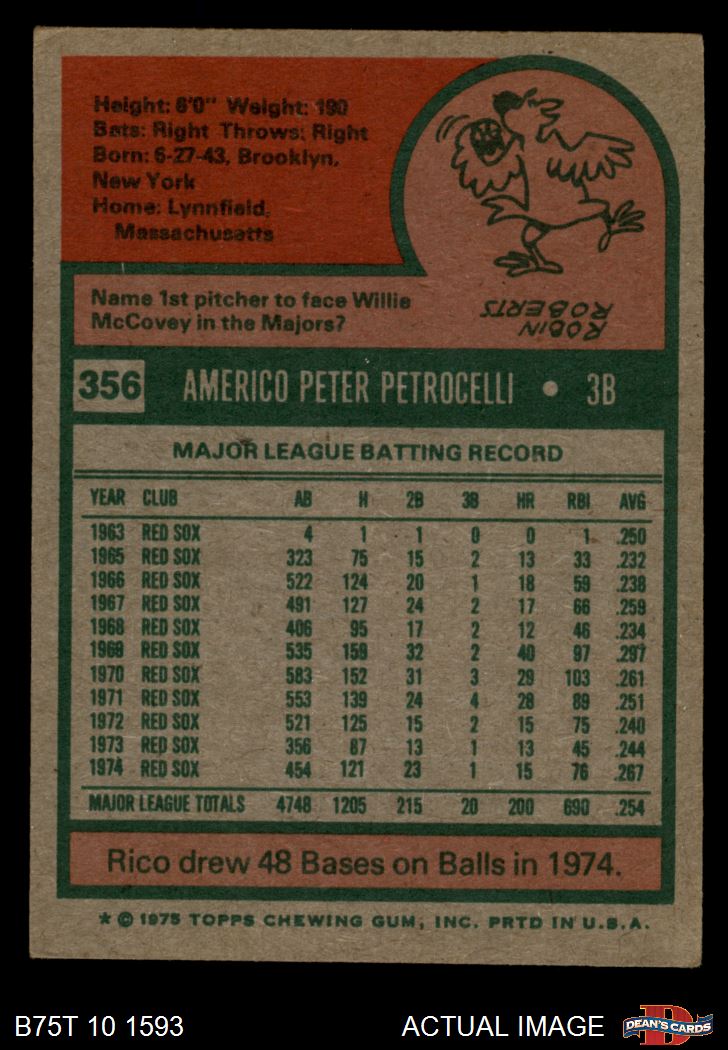 Height: 6'0" Weight: 190
Bats: Right Throws: Right
Born: 6-27-43, Brooklyn,
New York
Home: Lynnfield,
Massachusetts
Name 1st pitcher to face Willie
McCovey in the Majors?
ROBIN
ROBERTS
356 AMERICO PETER PETROCELLI • 3B
MAJOR LEAGUE BATTING RECORD
YEAR CLUB AB H 2B 3B HR RBI AVG
1963 RED SOX 4 1 1 0 0 1 .250
1965 RED SOX 323 75 15 2 13 33 .232
1966 RED SOX 522 124 20 1 18 59 .238
1967 RED SOX 491 127 24 2 17 66 .259
1968 RED SOX 406 95 17 2 12 46 .234
1969 RED SOX 535 159 32 2 40 97 .297
1970 RED SOX 583 152 31 3 29 103 .261
1971 RED SOX 553 139 24 4 28 89 .251
1972 RED SOX 521 125 15 2 15 75 .240
1973 RED SOX 356 87 13 1 13 45 .244
1974 RED SOX 454 121 23 1 15 76 .267
MAJOR LEAGUE TOTALS 4748 1205 215 20 200 690 .254
Rico drew 48 Bases on Balls in 1974.
* © 1975 TOPPS CHEWING GUM, INC. PRTD IN U.S.A.
B75T 10 1593 ACTUAL IMAGE
D
DEAN'S CARDS